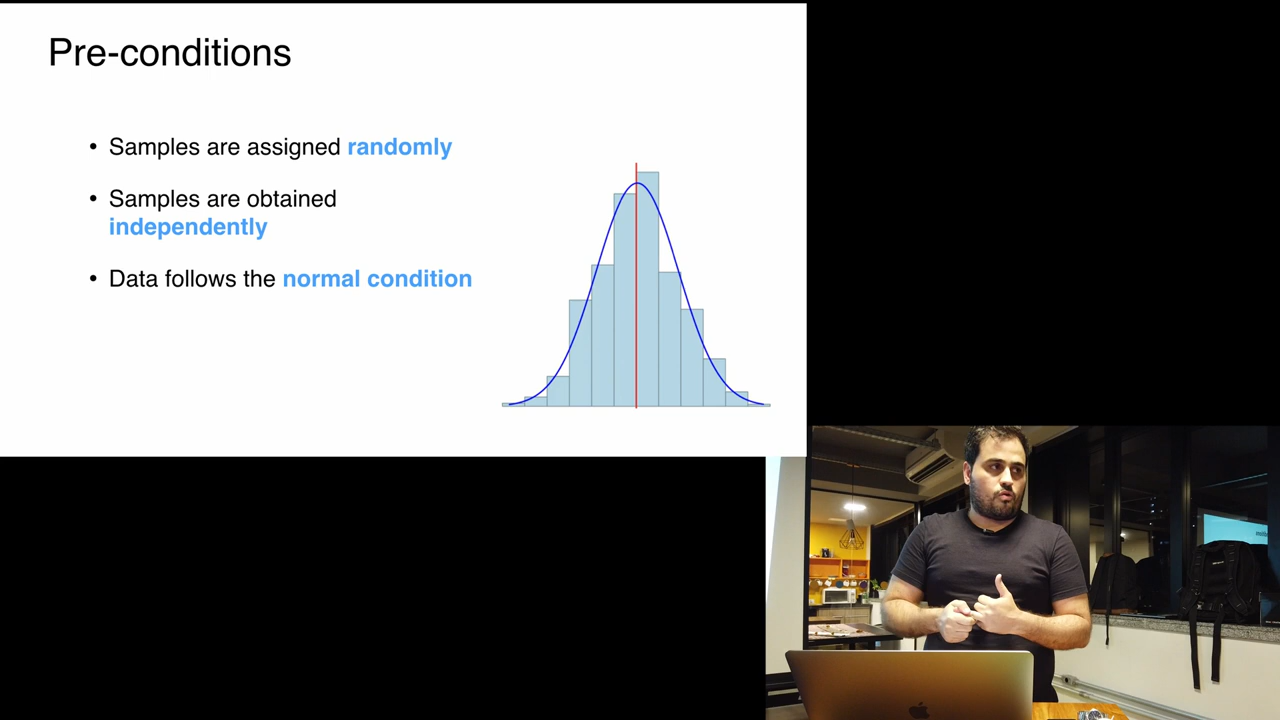 Pre-conditions
• Samples are assigned randomly
• Samples are obtained
independently
• Data follows the normal condition